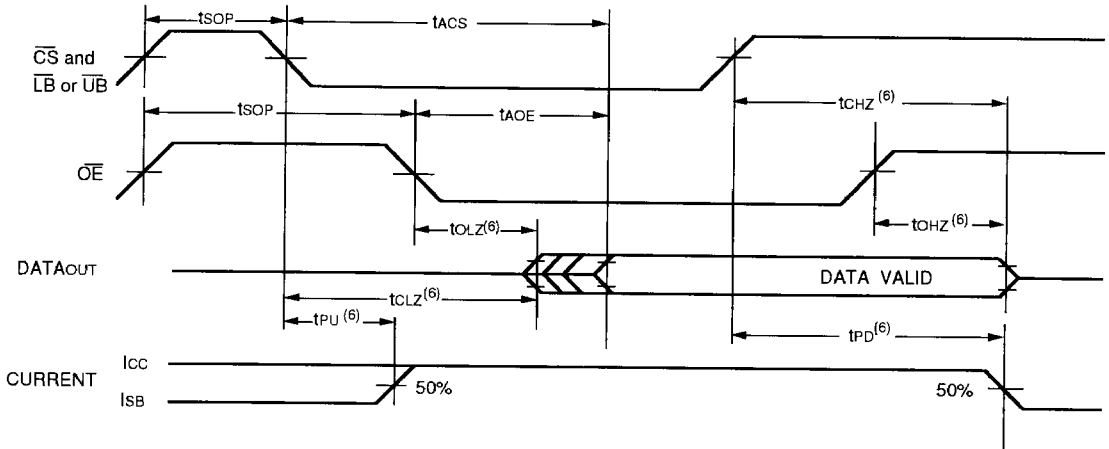 tSOP tACS
CS and
LB or UB
tSOP tAOE tCHZ (6)
OE
tOLZ(6) tOHZ (6)
DATAOUT DATA VALID
tCLZ(6)
tPU (6) tPD(6)
ICC
CURRENT 50% 50%
ISB